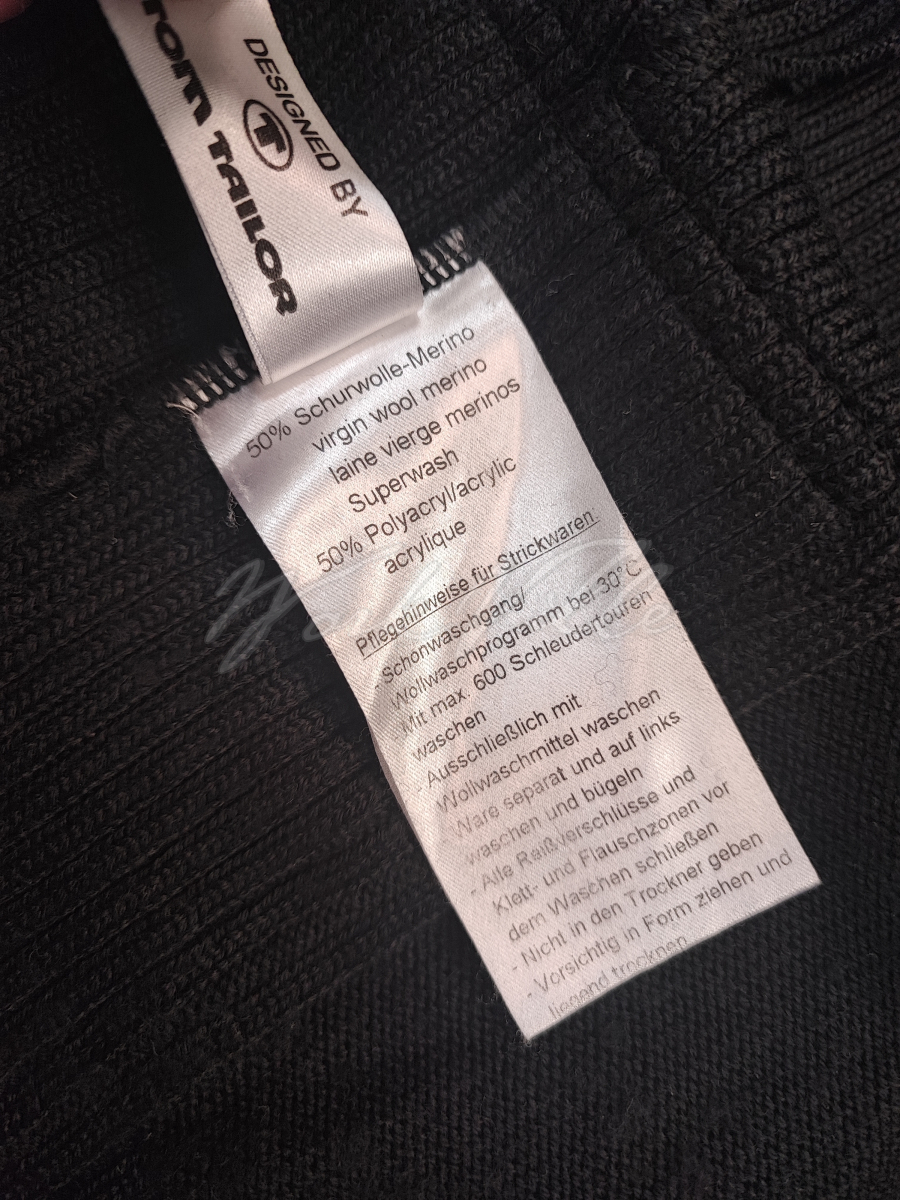 DESIGNED BY
T
TOM TAILOR
50% Schurwolle-Merino
virgin wool merino
laine vierge merinos
Superwash
50% Polyacryl/acrylic
acrylique
Pflegehinweise für Strickwaren:
- Schonwaschgang/
Wollwaschprogramm bei 30°C
Mit max. 600 Schleudertouren
waschen
- Ausschließlich mit
Wollwaschmittel waschen
Ware separat und auf links
waschen und bügeln
- Alle Reißverschlüsse und
Klett- und Flauschzonen vor
dem Waschen schließen
- Nicht in den Trockner geben
- Vorsichtig in Form ziehen und
liegend trocknen